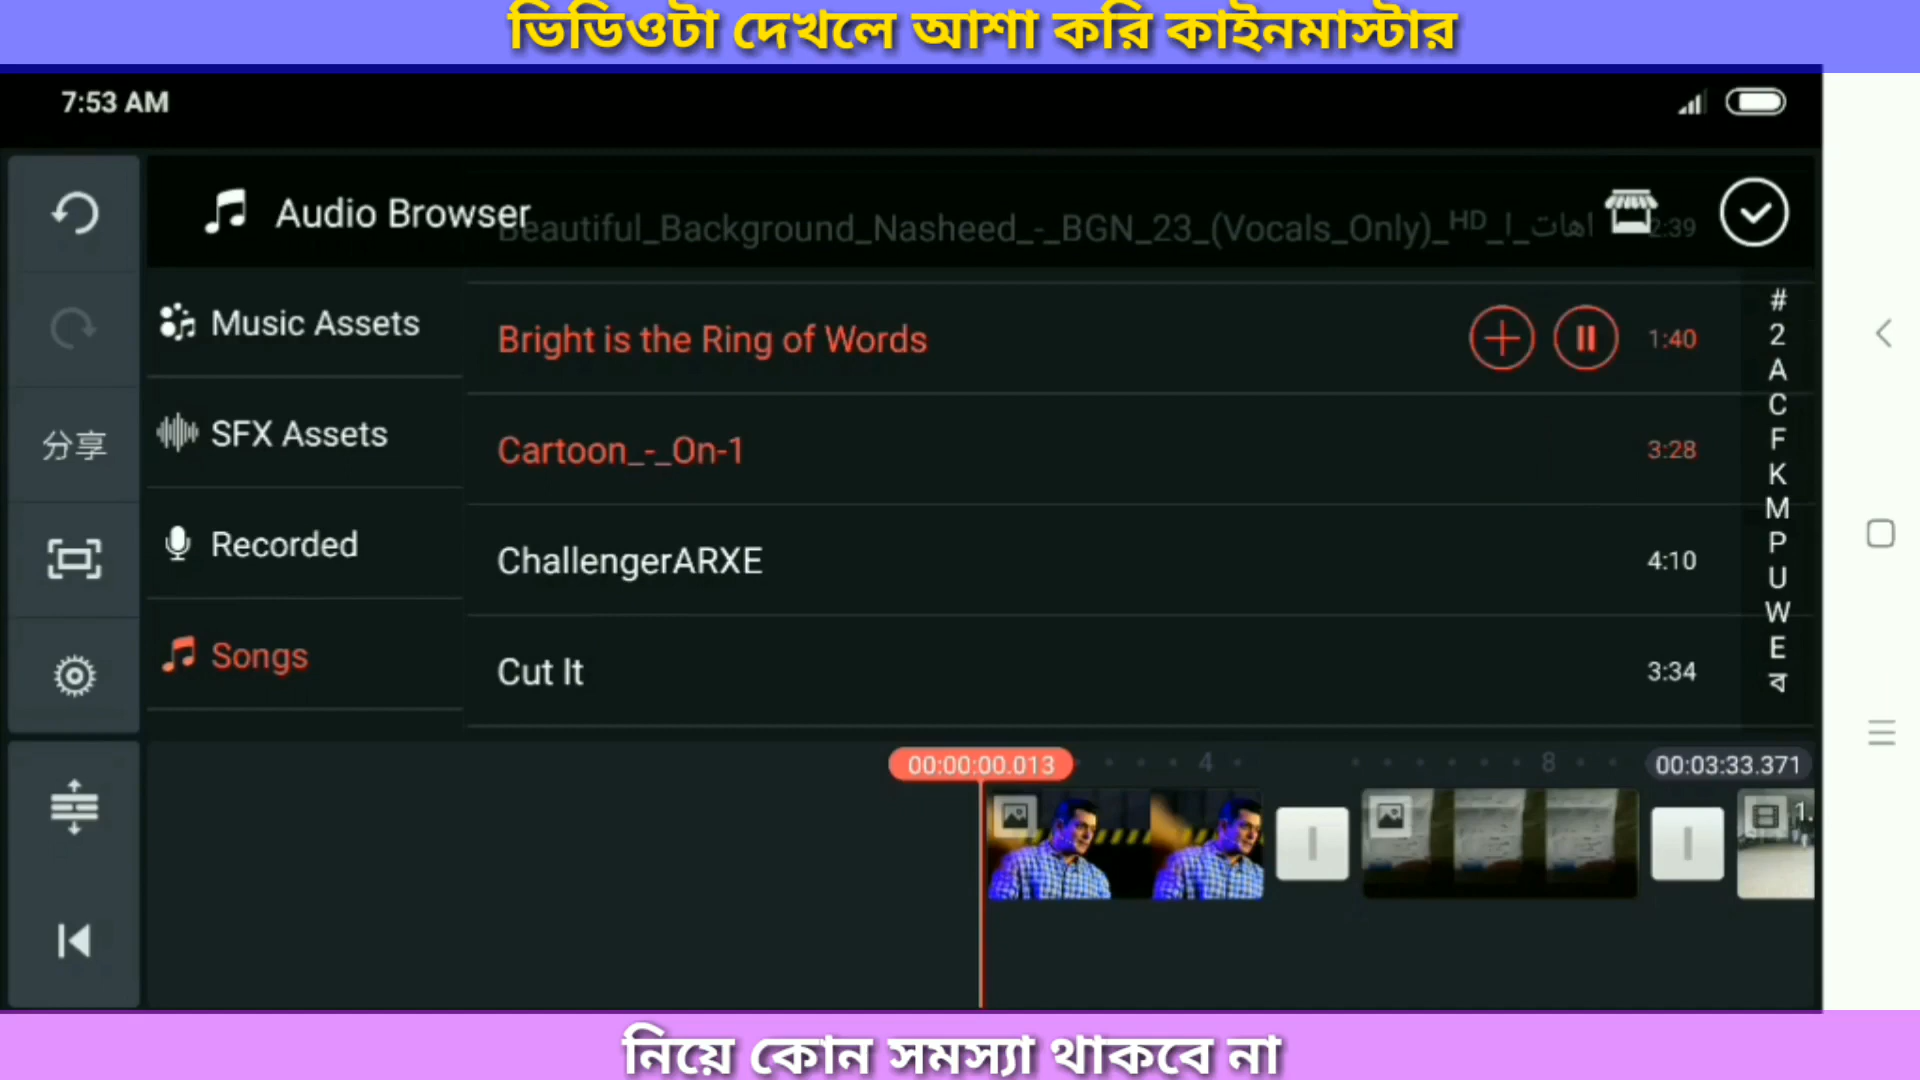 ভিডিওটা দেখলে আশা করি কাইনমাস্টার
7:53 AM
Audio Browser
Beautiful_Background_Nasheed_-_BGN_23_(Vocals_Only)_ᴴᴰ_ا_اهات 2:39
Music Assets
Bright is the Ring of Words 1:40
SFX Assets
Cartoon_-_On-1 3:28
分享
Recorded
ChallengerARXE 4:10
Songs
Cut It 3:34
#
2
A
C
F
K
M
P
U
W
E
ব
00:00:00.013 4 8 00:03:33.371
1.
নিয়ে কোন সমস্যা থাকবে না